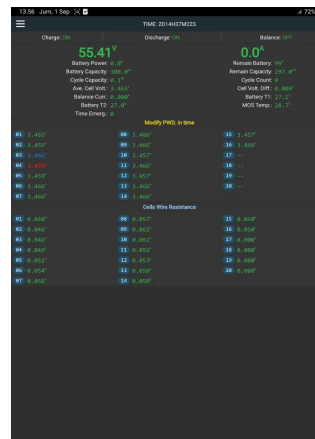 13.56 Jum, 1 Sep 72%
TIME: 2D14H37M22S
Charge: ON Discharge: ON Balance: OFF
55.41V 0.0A
Battery Power: 0.0W Remain Battery: 99%
Battery Capacity: 300.0AH Remain Capacity: 297.0AH
Cycle Capacity: 0.1AH Cycle Count: 0
Ave. Cell Volt.: 3.463V Cell Volt. Diff.: 0.009V
Balance Curr.: 0.000A Battery T1: 27.1℃
Battery T2: 27.0℃ MOS Temp.: 28.7℃
Time Emerg.: 0
Modify PWD. in time
01 3.465V 08 3.466V 15 3.457V
02 3.459V 09 3.466V 16 3.466V
03 3.466V 10 3.457V 17 --
04 11 3.466V 18 --
05 3.459V 12 3.457V 19 --
06 3.466V 13 3.466V 20 --
07 3.466V 14 3.466V
Cells Wire Resistance
01 0.048Ω 08 0.057Ω 15 0.050Ω
02 0.046Ω 09 0.061Ω 16 0.050Ω
03 0.046Ω 10 0.061Ω 17 0.000Ω
04 0.049Ω 11 0.056Ω 18 0.000Ω
05 0.051Ω 12 0.053Ω 19 0.000Ω
06 0.054Ω 13 0.050Ω 20 0.000Ω
07 0.056Ω 14 0.050Ω